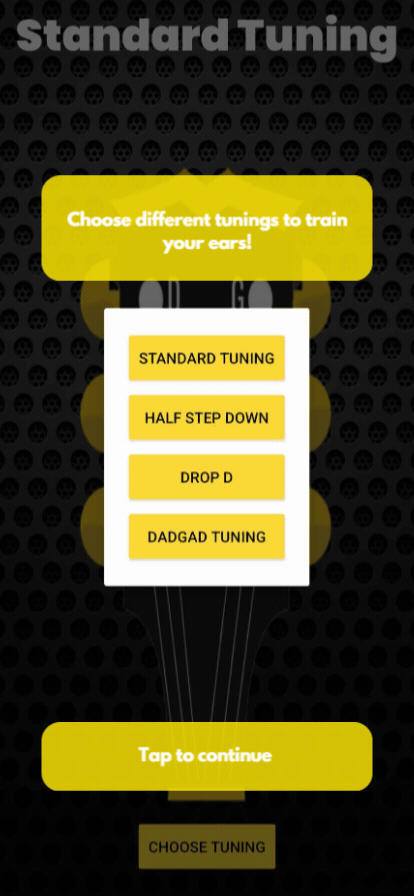 Standard Tuning
Choose different tunings to train
your ears!
D G
STANDARD TUNING
HALF STEP DOWN
DROP D
DADGAD TUNING
Tap to continue
CHOOSE TUNING